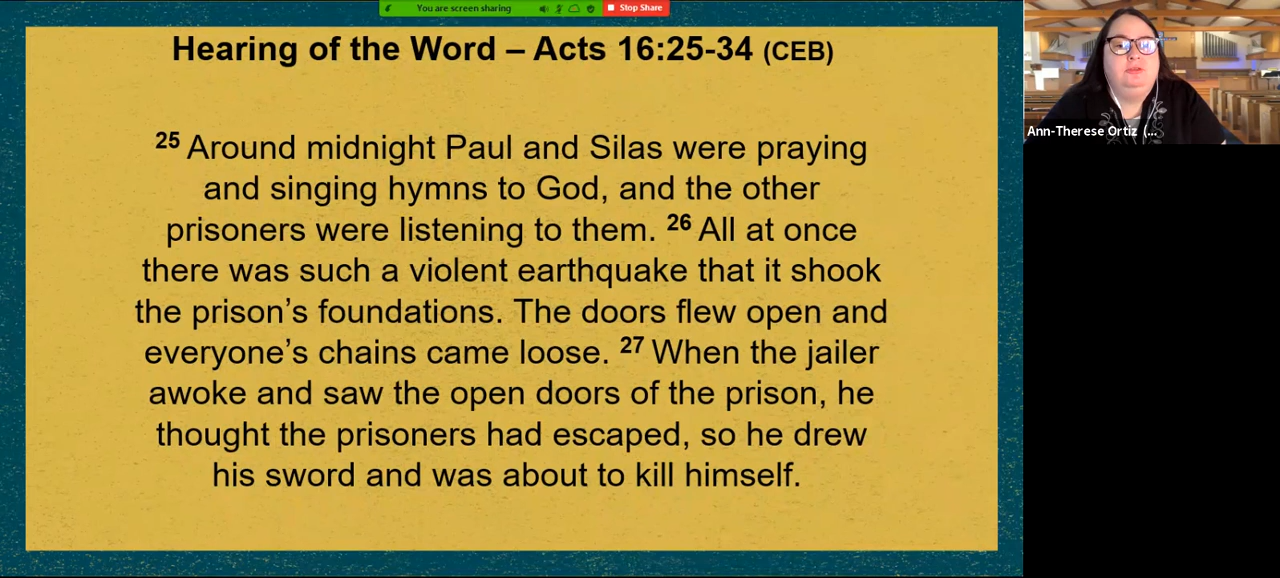 You are screen sharing
Stop Share
Hearing of the Word – Acts 16:25-34 (CEB)
25 Around midnight Paul and Silas were praying
and singing hymns to God, and the other
prisoners were listening to them. 26 All at once
there was such a violent earthquake that it shook
the prison’s foundations. The doors flew open and
everyone’s chains came loose. 27 When the jailer
awoke and saw the open doors of the prison, he
thought the prisoners had escaped, so he drew
his sword and was about to kill himself.
Ann-Therese Ortiz (...